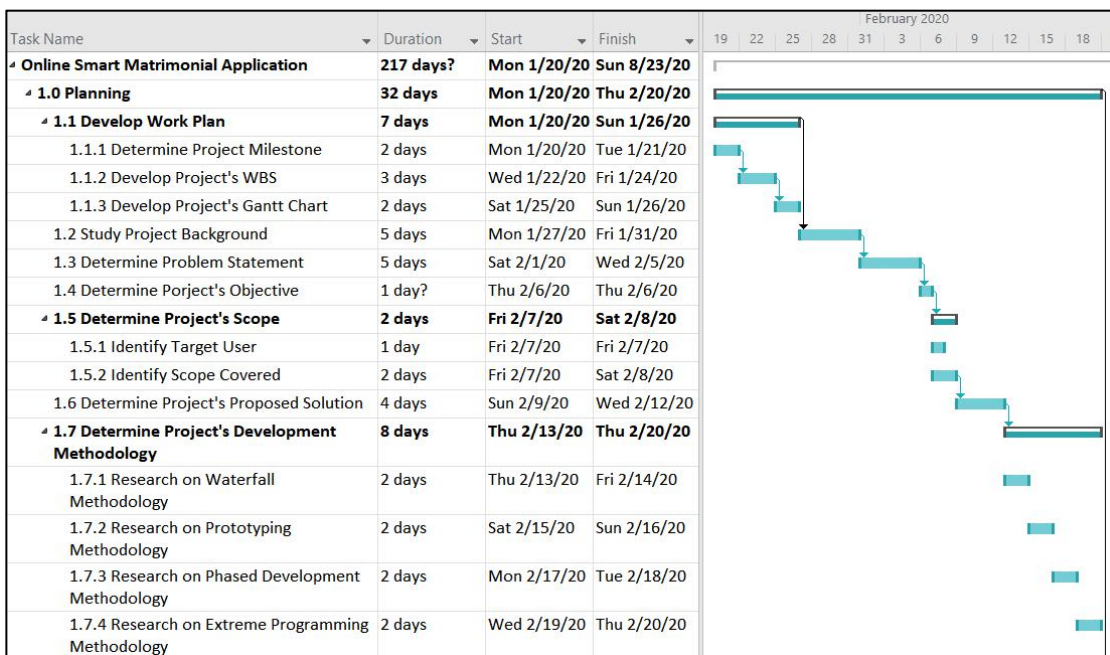 February 2020
Task Name Duration Start Finish 19 22 25 28 31 3 6 9 12 15 18
Online Smart Matrimonial Application 217 days? Mon 1/20/20 Sun 8/23/20
1.0 Planning 32 days Mon 1/20/20 Thu 2/20/20
1.1 Develop Work Plan 7 days Mon 1/20/20 Sun 1/26/20
1.1.1 Determine Project Milestone 2 days Mon 1/20/20 Tue 1/21/20
1.1.2 Develop Project's WBS 3 days Wed 1/22/20 Fri 1/24/20
1.1.3 Develop Project's Gantt Chart 2 days Sat 1/25/20 Sun 1/26/20
1.2 Study Project Background 5 days Mon 1/27/20 Fri 1/31/20
1.3 Determine Problem Statement 5 days Sat 2/1/20 Wed 2/5/20
1.4 Determine Porject's Objective 1 day? Thu 2/6/20 Thu 2/6/20
1.5 Determine Project's Scope 2 days Fri 2/7/20 Sat 2/8/20
1.5.1 Identify Target User 1 day Fri 2/7/20 Fri 2/7/20
1.5.2 Identify Scope Covered 2 days Fri 2/7/20 Sat 2/8/20
1.6 Determine Project's Proposed Solution 4 days Sun 2/9/20 Wed 2/12/20
1.7 Determine Project's Development 8 days Thu 2/13/20 Thu 2/20/20
Methodology
1.7.1 Research on Waterfall 2 days Thu 2/13/20 Fri 2/14/20
Methodology
1.7.2 Research on Prototyping 2 days Sat 2/15/20 Sun 2/16/20
Methodology
1.7.3 Research on Phased Development 2 days Mon 2/17/20 Tue 2/18/20
Methodology
1.7.4 Research on Extreme Programming 2 days Wed 2/19/20 Thu 2/20/20
Methodology